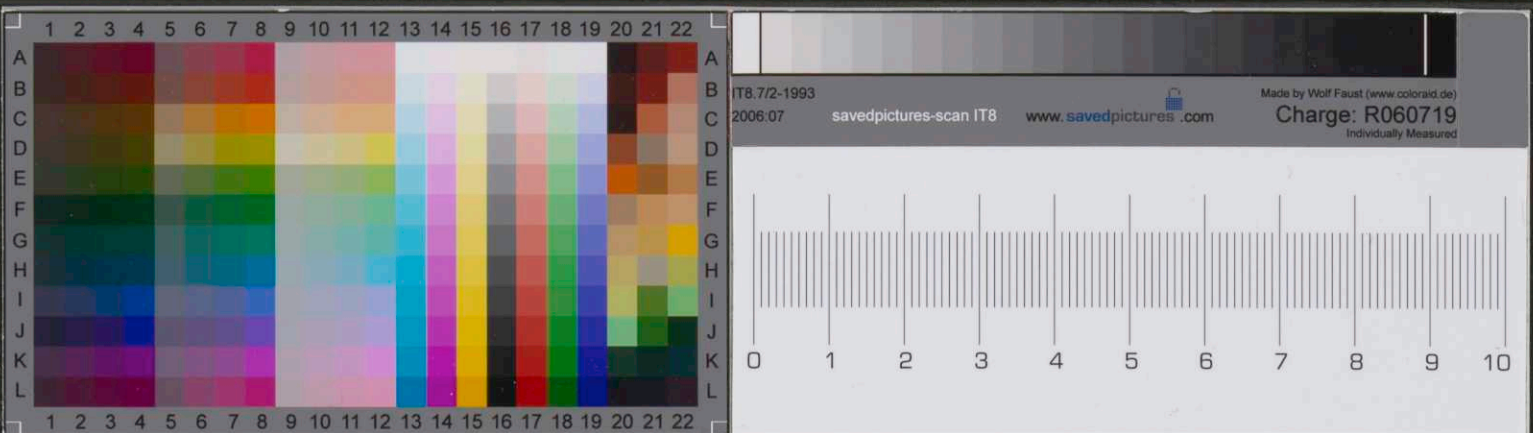 1 2 3 4 5 6 7 8 9 10 11 12 13 14 15 16 17 18 19 20 21 22
A A
B B
C C
D D
E E
F F
G G
H H
I I
J J
K K
L L
1 2 3 4 5 6 7 8 9 10 11 12 13 14 15 16 17 18 19 20 21 22
IT8.7/2-1993
2006:07
savedpictures-scan IT8
www.savedpictures.com
Made by Wolf Faust (www.coloraid.de)
Charge: R060719
Individually Measured
0 1 2 3 4 5 6 7 8 9 10